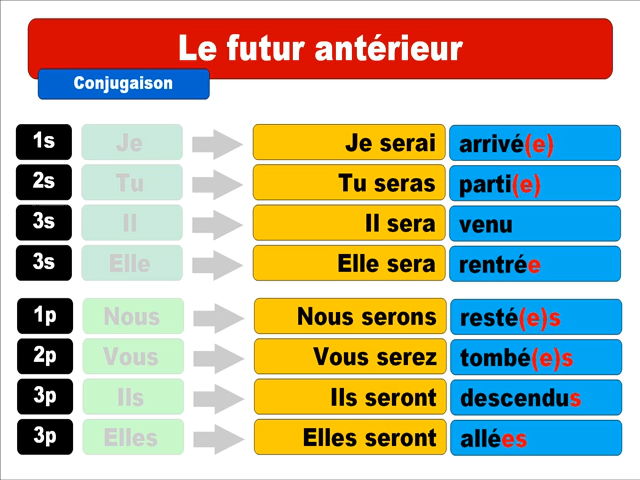 Le futur antérieur
Conjugaison
1s Je Je serai arrivé(e)
2s Tu Tu seras parti(e)
3s Il Il sera venu
3s Elle Elle sera rentrée
1p Nous Nous serons resté(e)s
2p Vous Vous serez tombé(e)s
3p Ils Ils seront descendus
3p Elles Elles seront allées